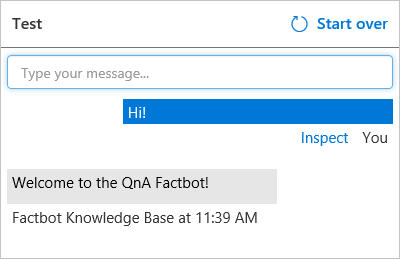 Test Start over
Type your message...
Hi!
Inspect You
Welcome to the QnA Factbot!
Factbot Knowledge Base at 11:39 AM